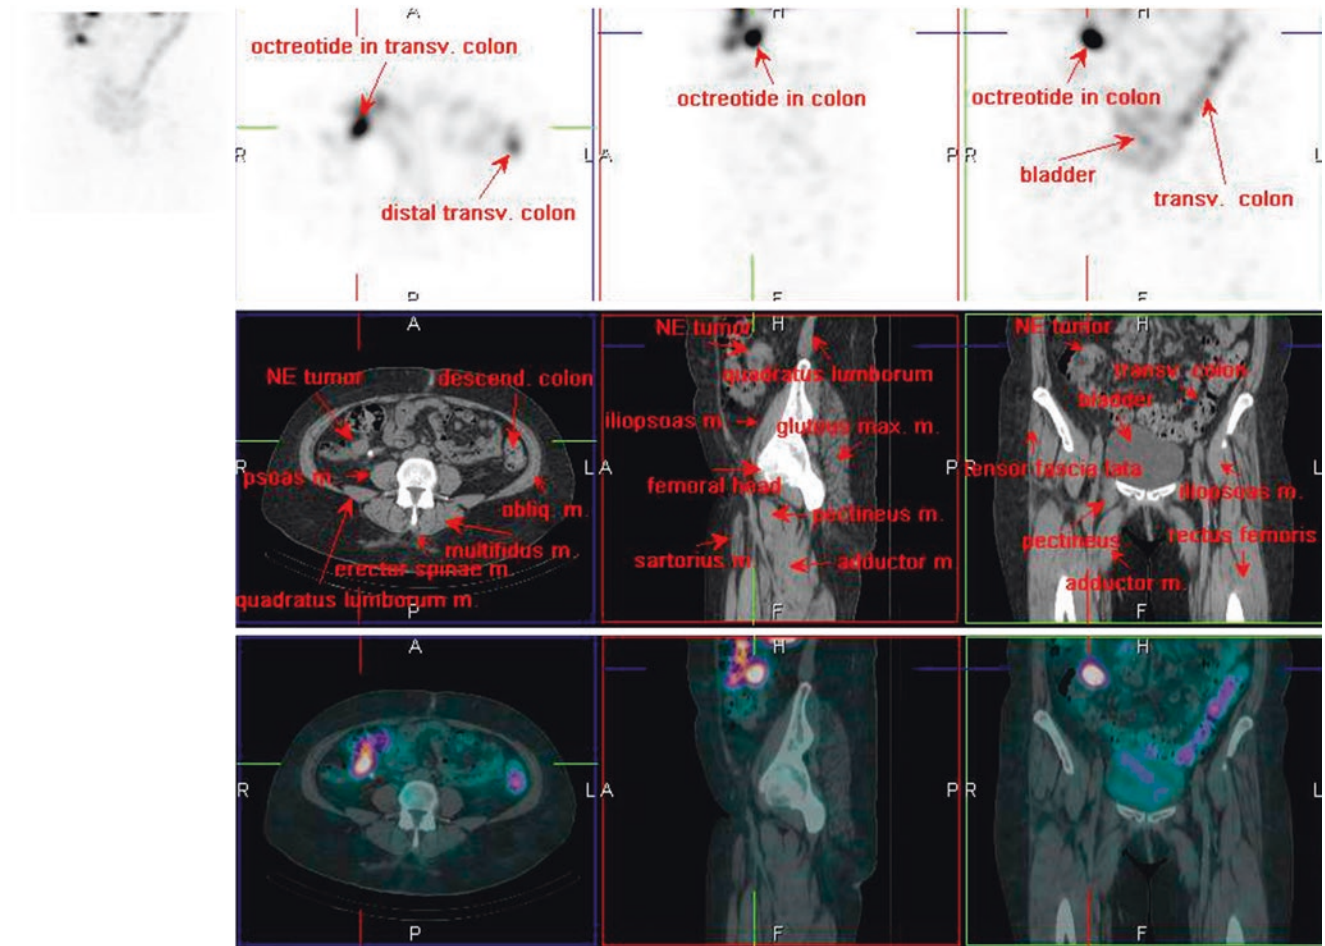 A
octreotide in transv. colon
R
L
distal transv. colon
P
H
octreotide in colon
A
P
F
H
octreotide in colon
R
L
bladder
transv. colon
F
A
NE tumor
descend. colon
R
L
psoas m.
obliq. m.
multifidus m.
erector spinae m.
quadratus lumborum m.
P
NE tumor
H
quadratus lumborum
iliopsoas m.
gluteus max. m.
A
P
femoral head
pectineus m.
sartorius m.
adductor m.
F
NE tumor
H
transv. colon
bladder
R
L
tensor fascia lata
iliopsoas m.
pectineus
rectus femoris
adductor m.
F
A
R
L
P
H
A
P
F
H
R
L
F